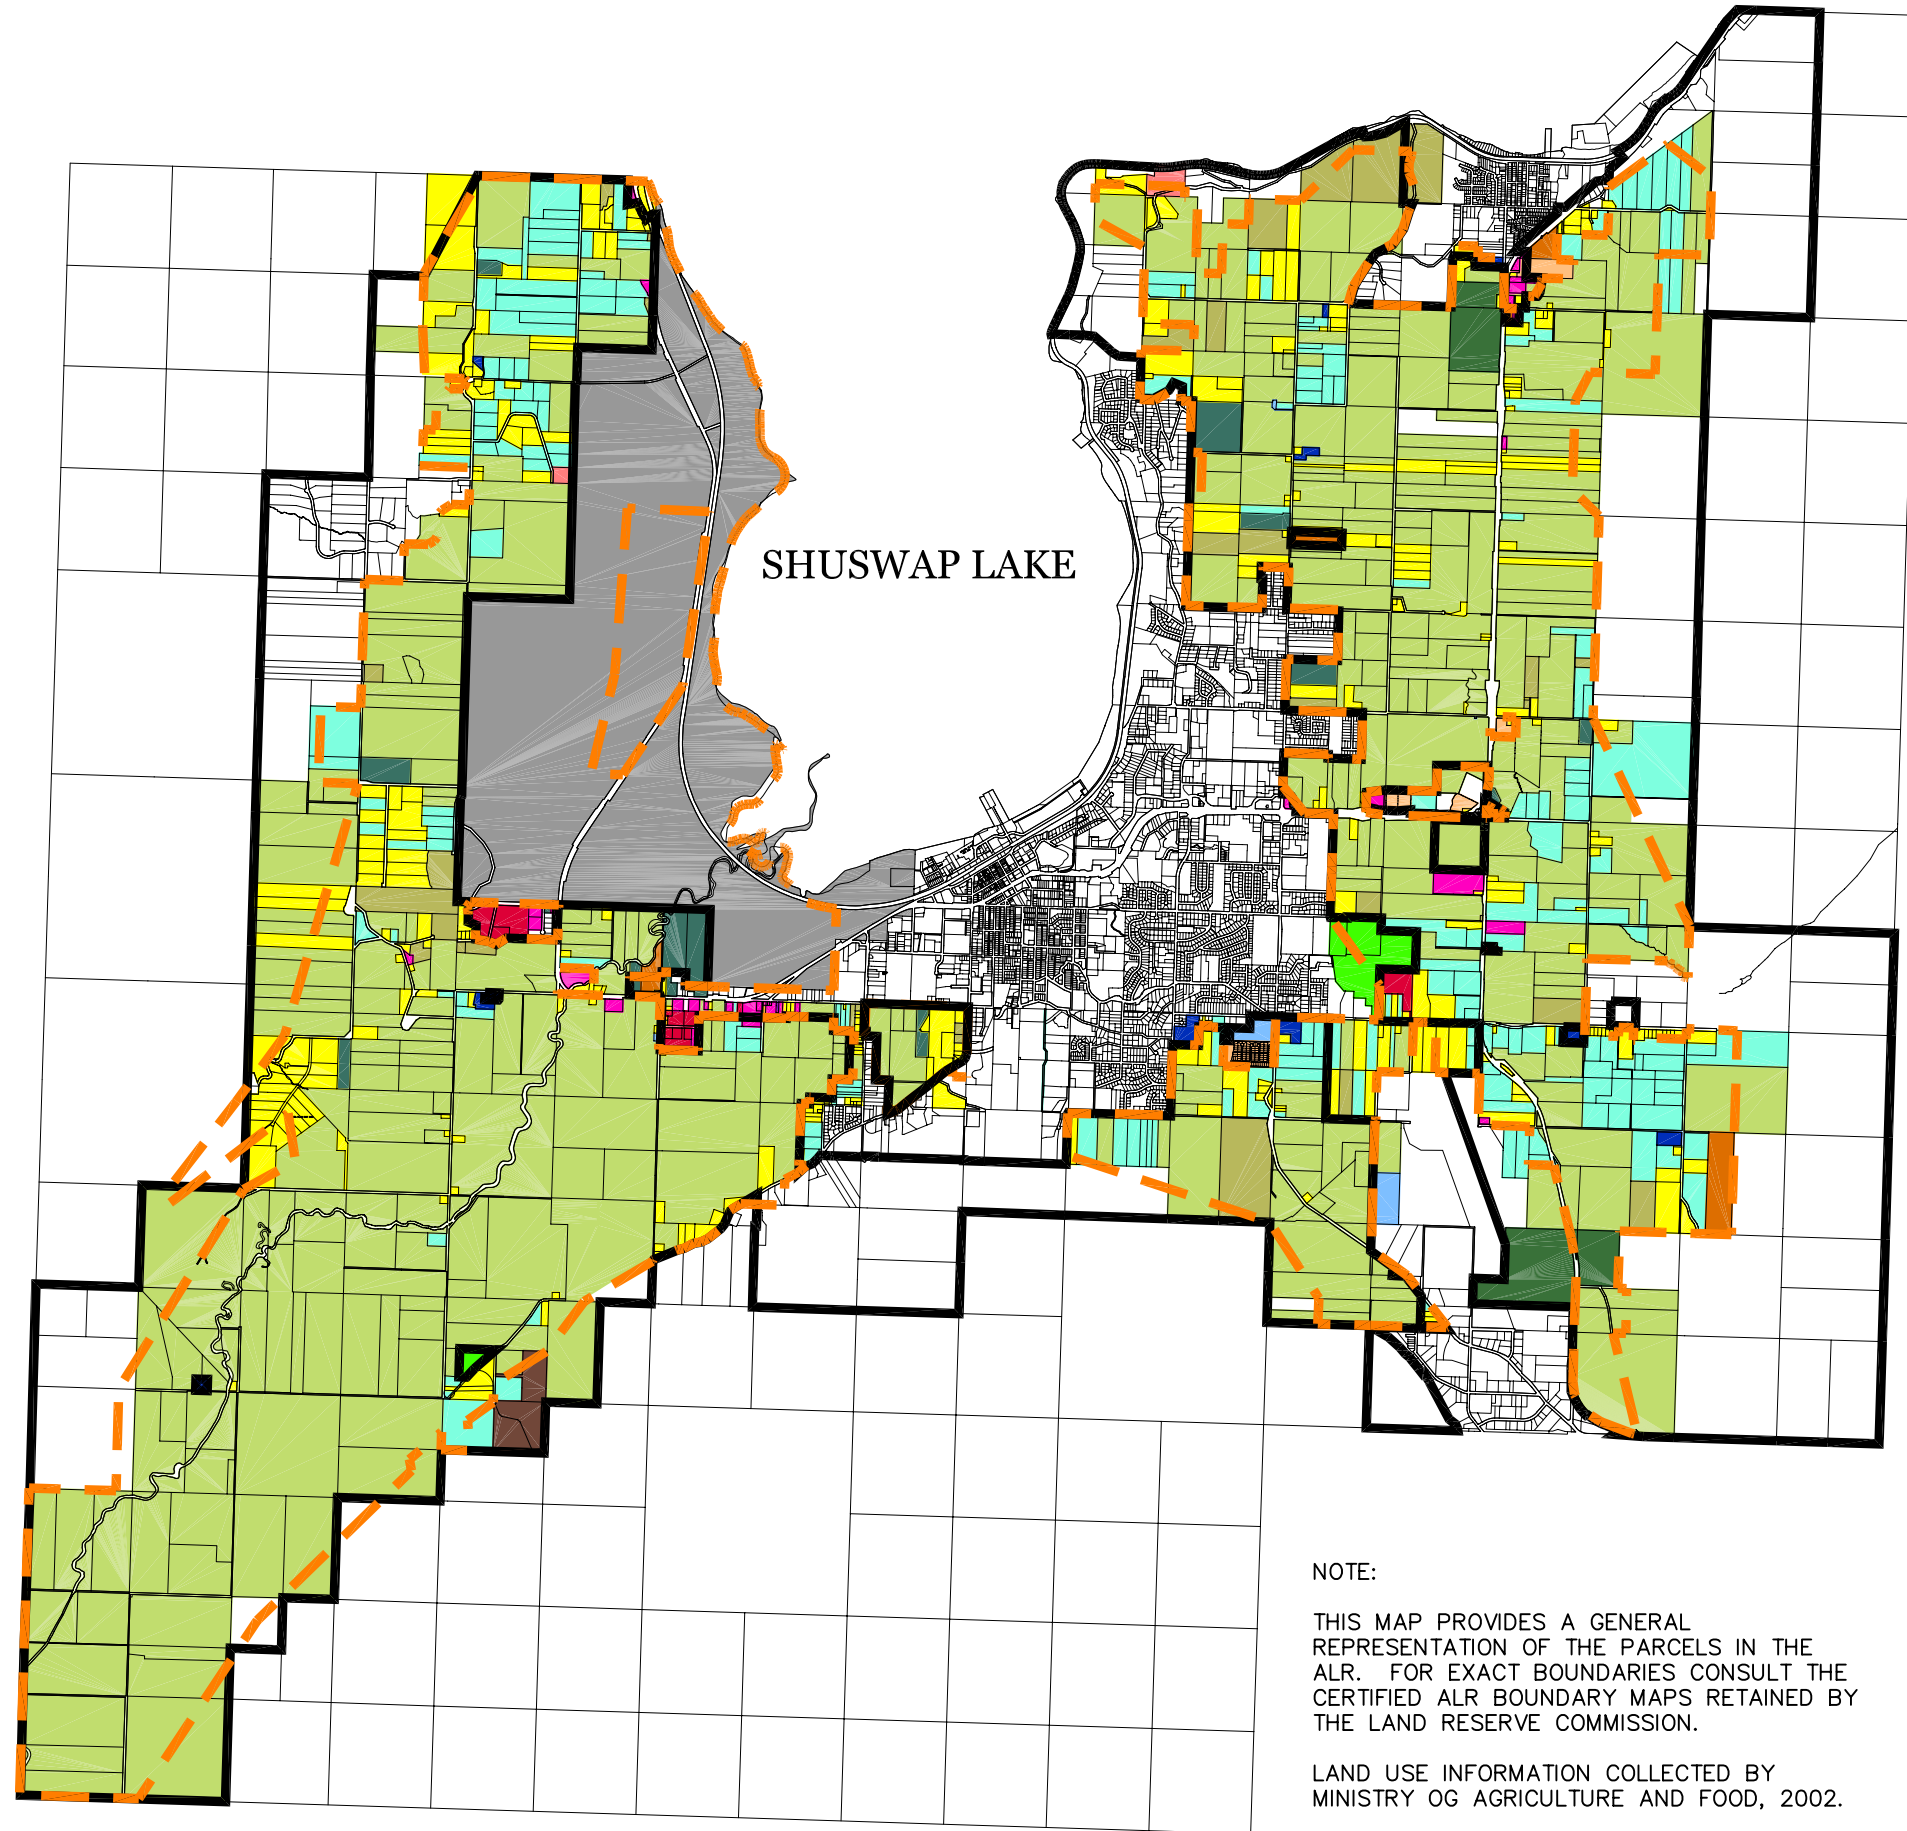 SHUSWAP LAKE
NOTE:
THIS MAP PROVIDES A GENERAL
REPRESENTATION OF THE PARCELS IN THE
ALR. FOR EXACT BOUNDARIES CONSULT THE
CERTIFIED ALR BOUNDARY MAPS RETAINED BY
THE LAND RESERVE COMMISSION.
LAND USE INFORMATION COLLECTED BY
MINISTRY OG AGRICULTURE AND FOOD, 2002.